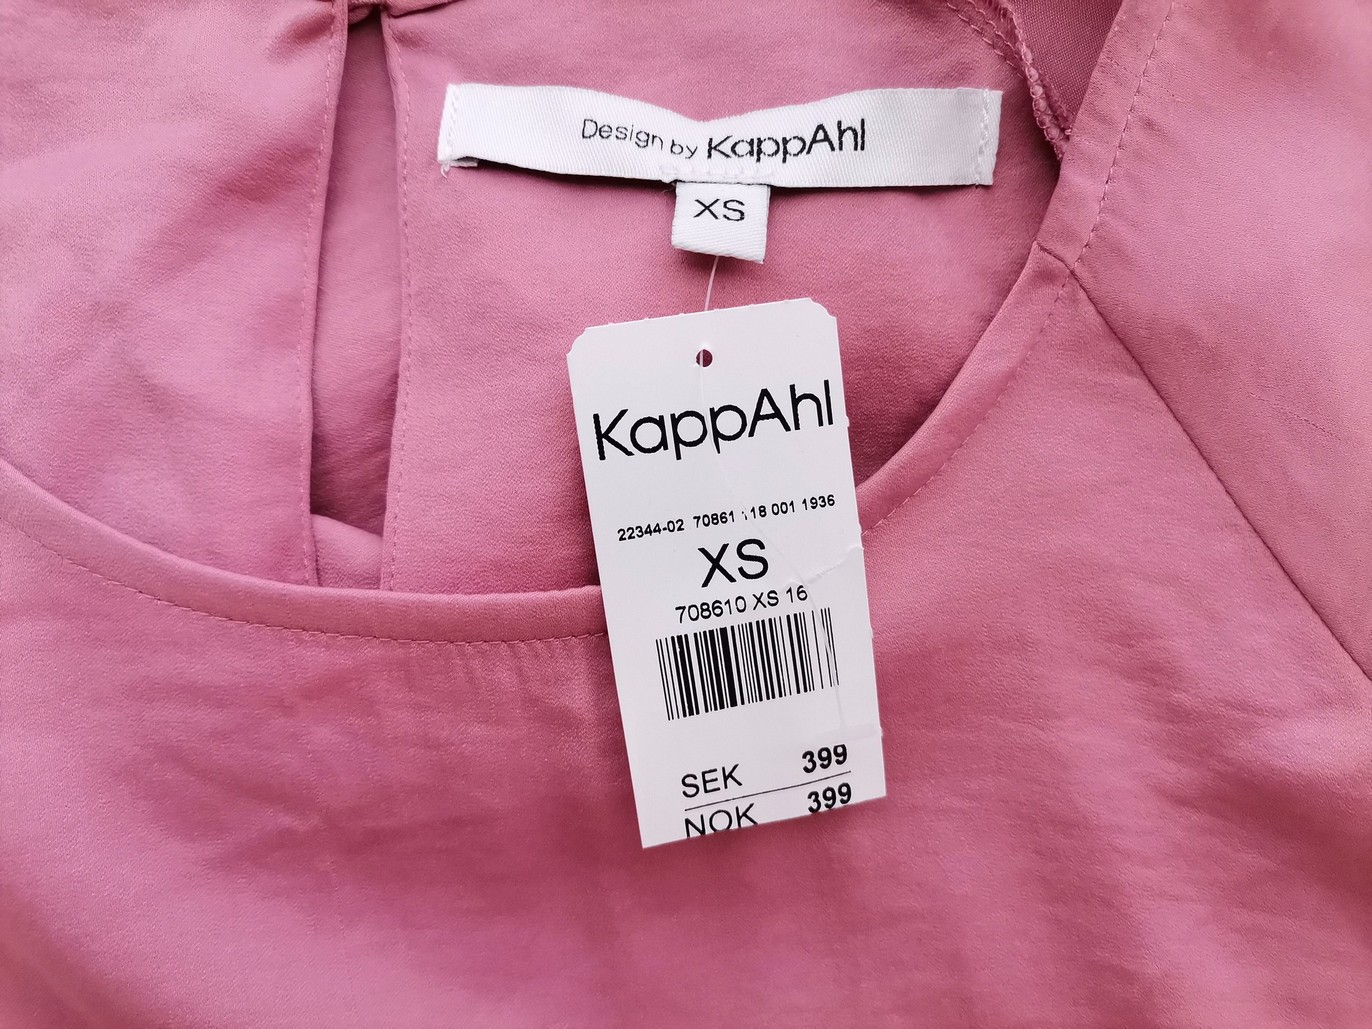 Design by KappAhl
XS
KappAhl
22344-02 70861 118 001 1936
XS
708610 XS 16
SEK 399
NOK 399